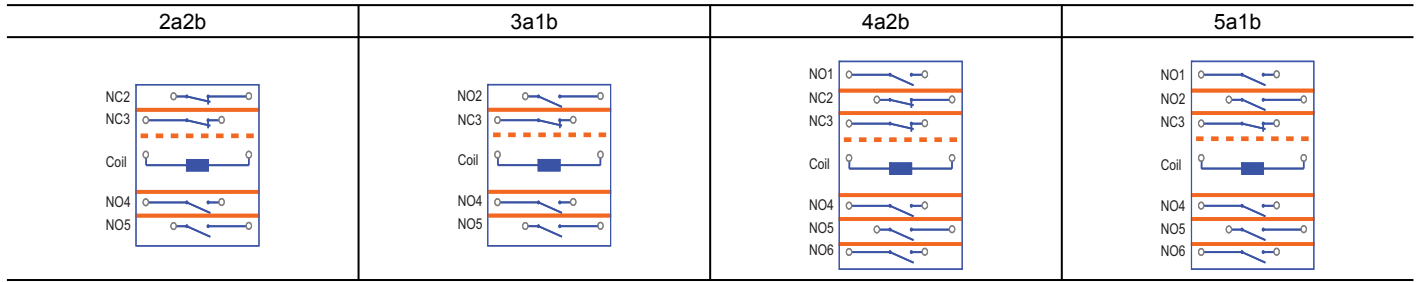 2a2b
3a1b
4a2b
5a1b
NC2
NC3
Coil
NO4
NO5
NO2
NC3
Coil
NO4
NO5
NO1
NC2
NC3
Coil
NO4
NO5
NO6
NO1
NO2
NC3
Coil
NO4
NO5
NO6